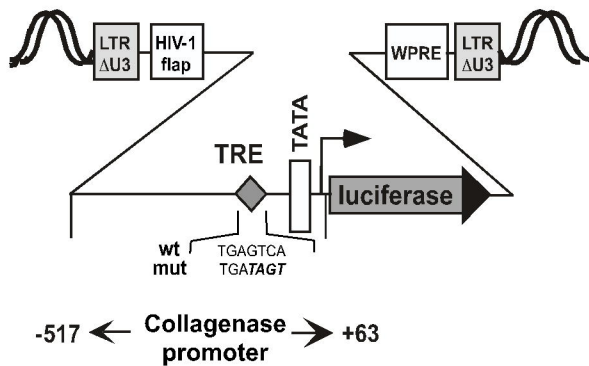 LTR
ΔU3
HIV-1
flap
WPRE
LTR
ΔU3
TRE
TATA
luciferase
wt TGAGTCA
mut TGATAGT
-517 Collagenase promoter +63